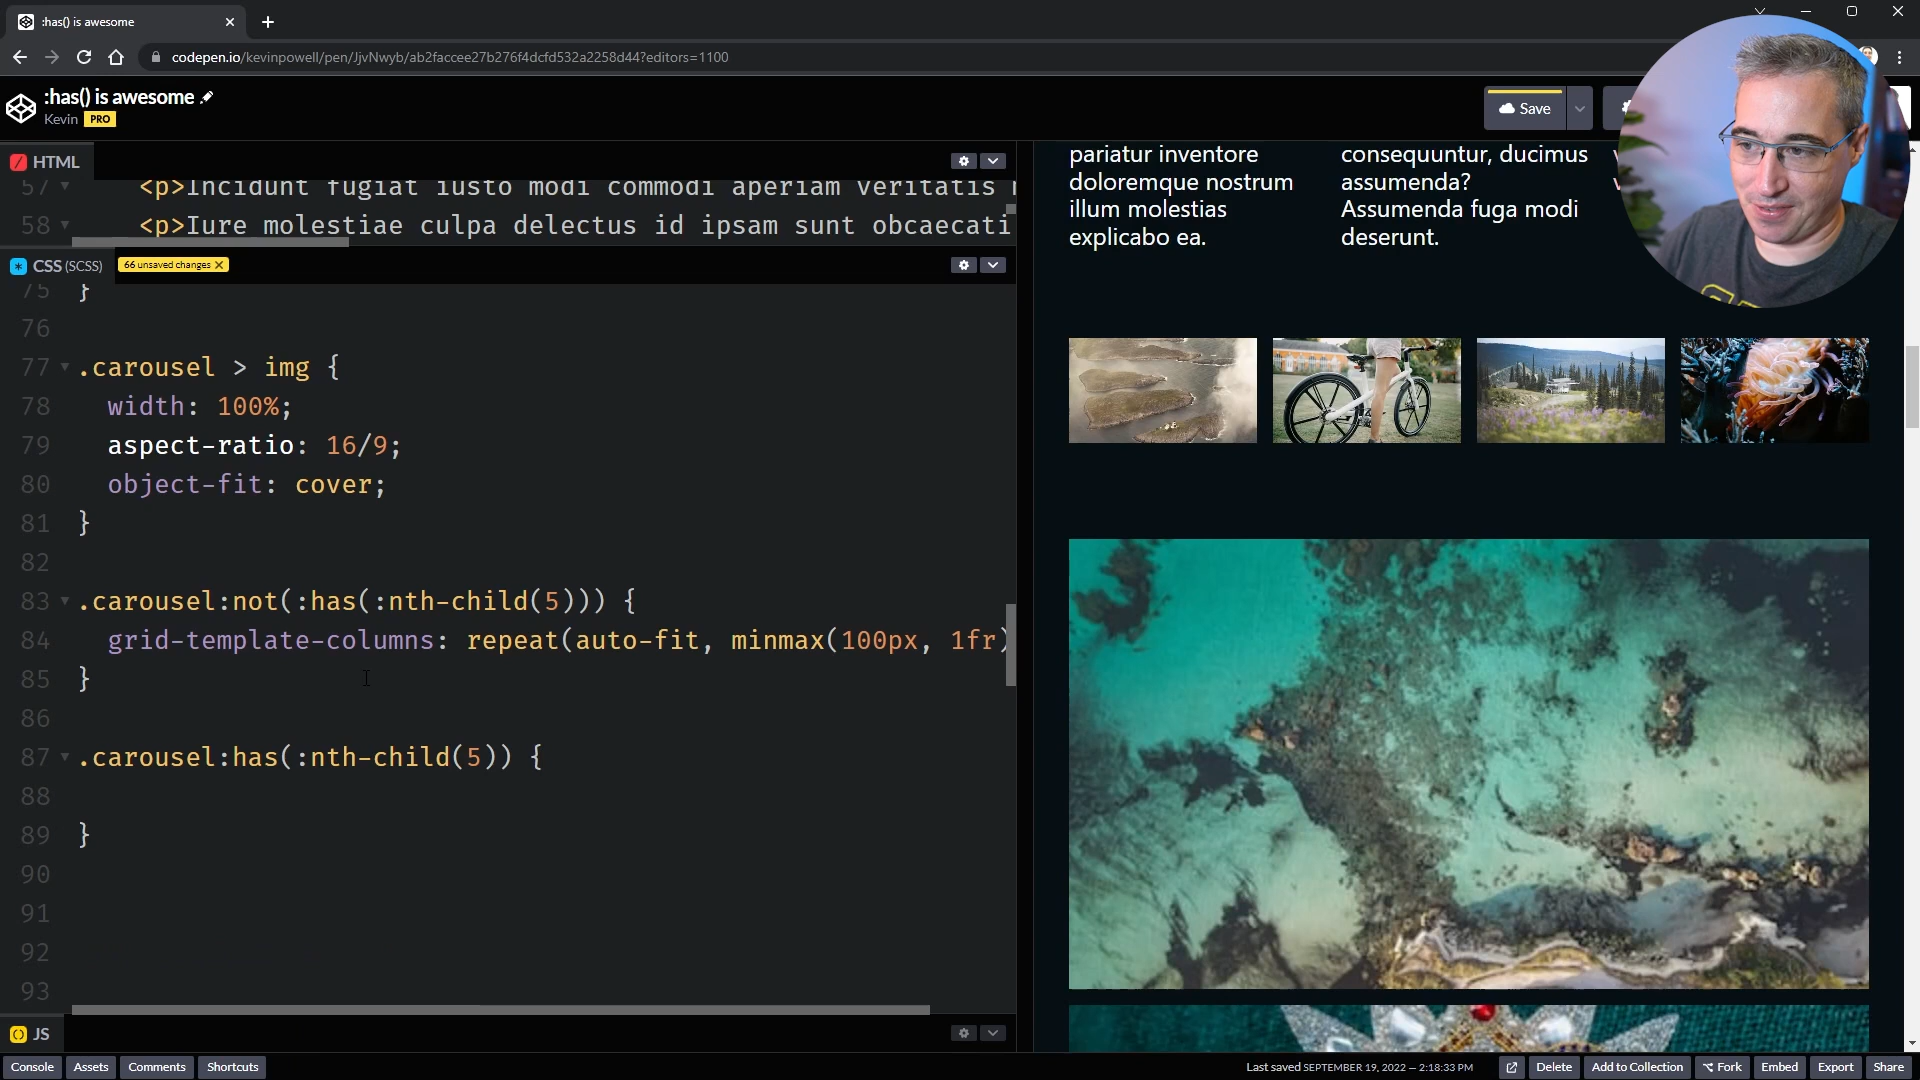 :has() is awesome
codepen.io/kevinpowell/pen/JjvNwyb/ab2faccee27b276f4dcfd532a2258d44?editors=1100
:has() is awesome
Kevin PRO
Save
HTML
57 <p>Incidunt fugiat iusto modi commodi aperiam veritatis
58 <p>Iure molestiae culpa delectus id ipsam sunt obcaecati
CSS (SCSS) 66 unsaved changes ×
75 }
76
77 .carousel > img {
78 width: 100%;
79 aspect-ratio: 16/9;
80 object-fit: cover;
81 }
82
83 .carousel:not(:has(:nth-child(5))) {
84 grid-template-columns: repeat(auto-fit, minmax(100px, 1fr)
85 }
86
87 .carousel:has(:nth-child(5)) {
88
89 }
90
91
92
93
JS
pariatur inventore
doloremque nostrum
illum molestias
explicabo ea.
consequuntur, ducimus
assumenda?
Assumenda fuga modi
deserunt.
Console Assets Comments Shortcuts
Last saved SEPTEMBER 19, 2022 — 2:18:33 PM
Delete Add to Collection Fork Embed Export Share